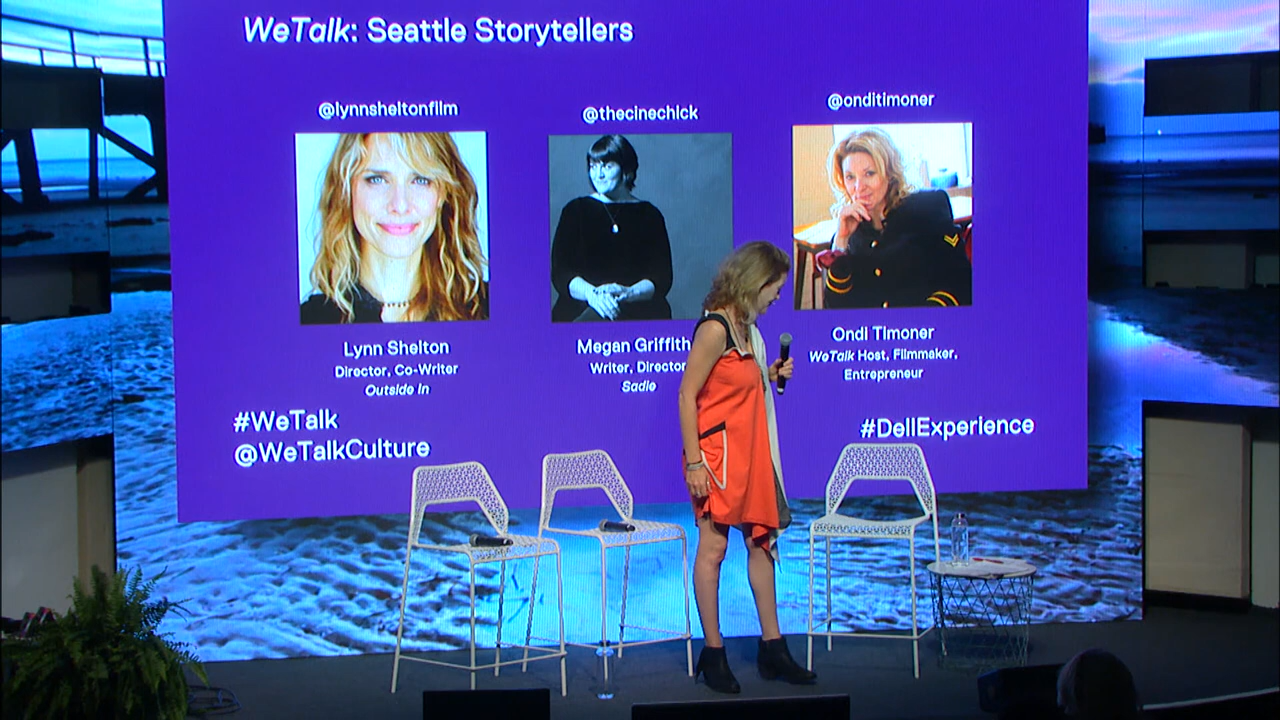 WeTalk: Seattle Storytellers
@lynnsheltonfilm
@thecinechick
@onditimoner
Lynn Shelton
Director, Co-Writer
Outside In
Megan Griffith
Writer, Director
Sadie
Ondi Timoner
WeTalk Host, Filmmaker,
Entrepreneur
#WeTalk
@WeTalkCulture
#DellExperience